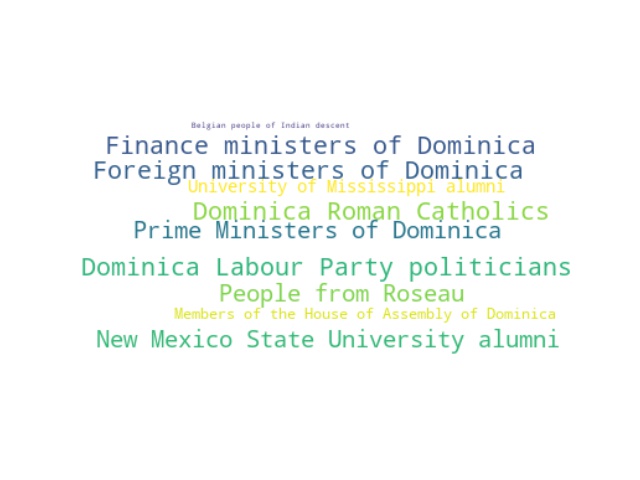 Belgian people of Indian descent
Finance ministers of Dominica
Foreign ministers of Dominica
University of Mississippi alumni
Dominica Roman Catholics
Prime Ministers of Dominica
Dominica Labour Party politicians
People from Roseau
Members of the House of Assembly of Dominica
New Mexico State University alumni